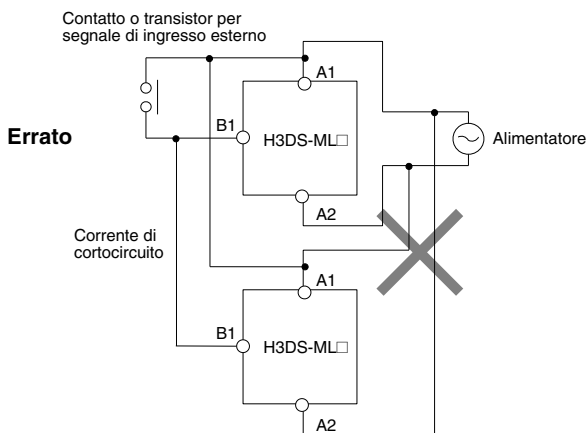 Contatto o transistor per
segnale di ingresso esterno
A1
B1
H3DS-ML□
Errato
Alimentatore
A2
Corrente di
cortocircuito
A1
B1
H3DS-ML□
A2